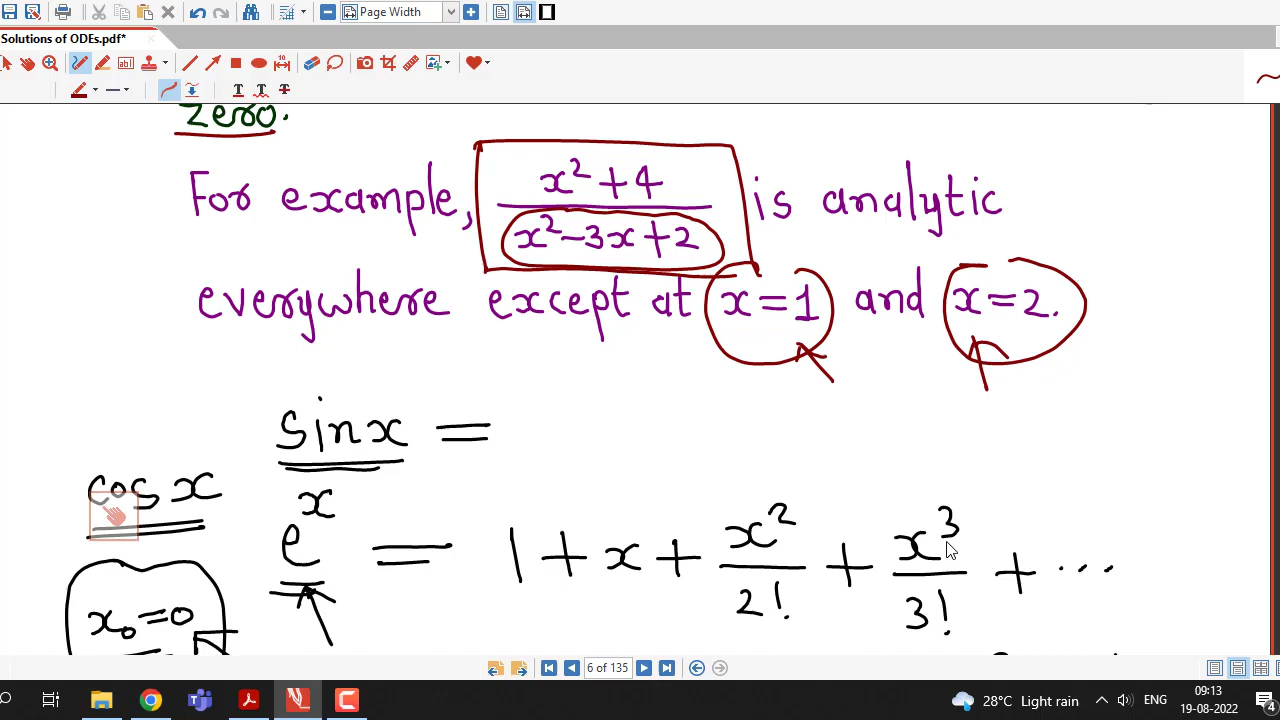 Page Width
Solutions of ODEs.pdf*
zero.
For example, (x² + 4)/(x² − 3x + 2) is analytic
everywhere except at x = 1 and x = 2.
sin x =
cos x
eˣ = 1 + x + x²/2! + x³/3! + ...
x₀ = 0
6 of 135
28°C Light rain
ENG
09:13
19-08-2022
4